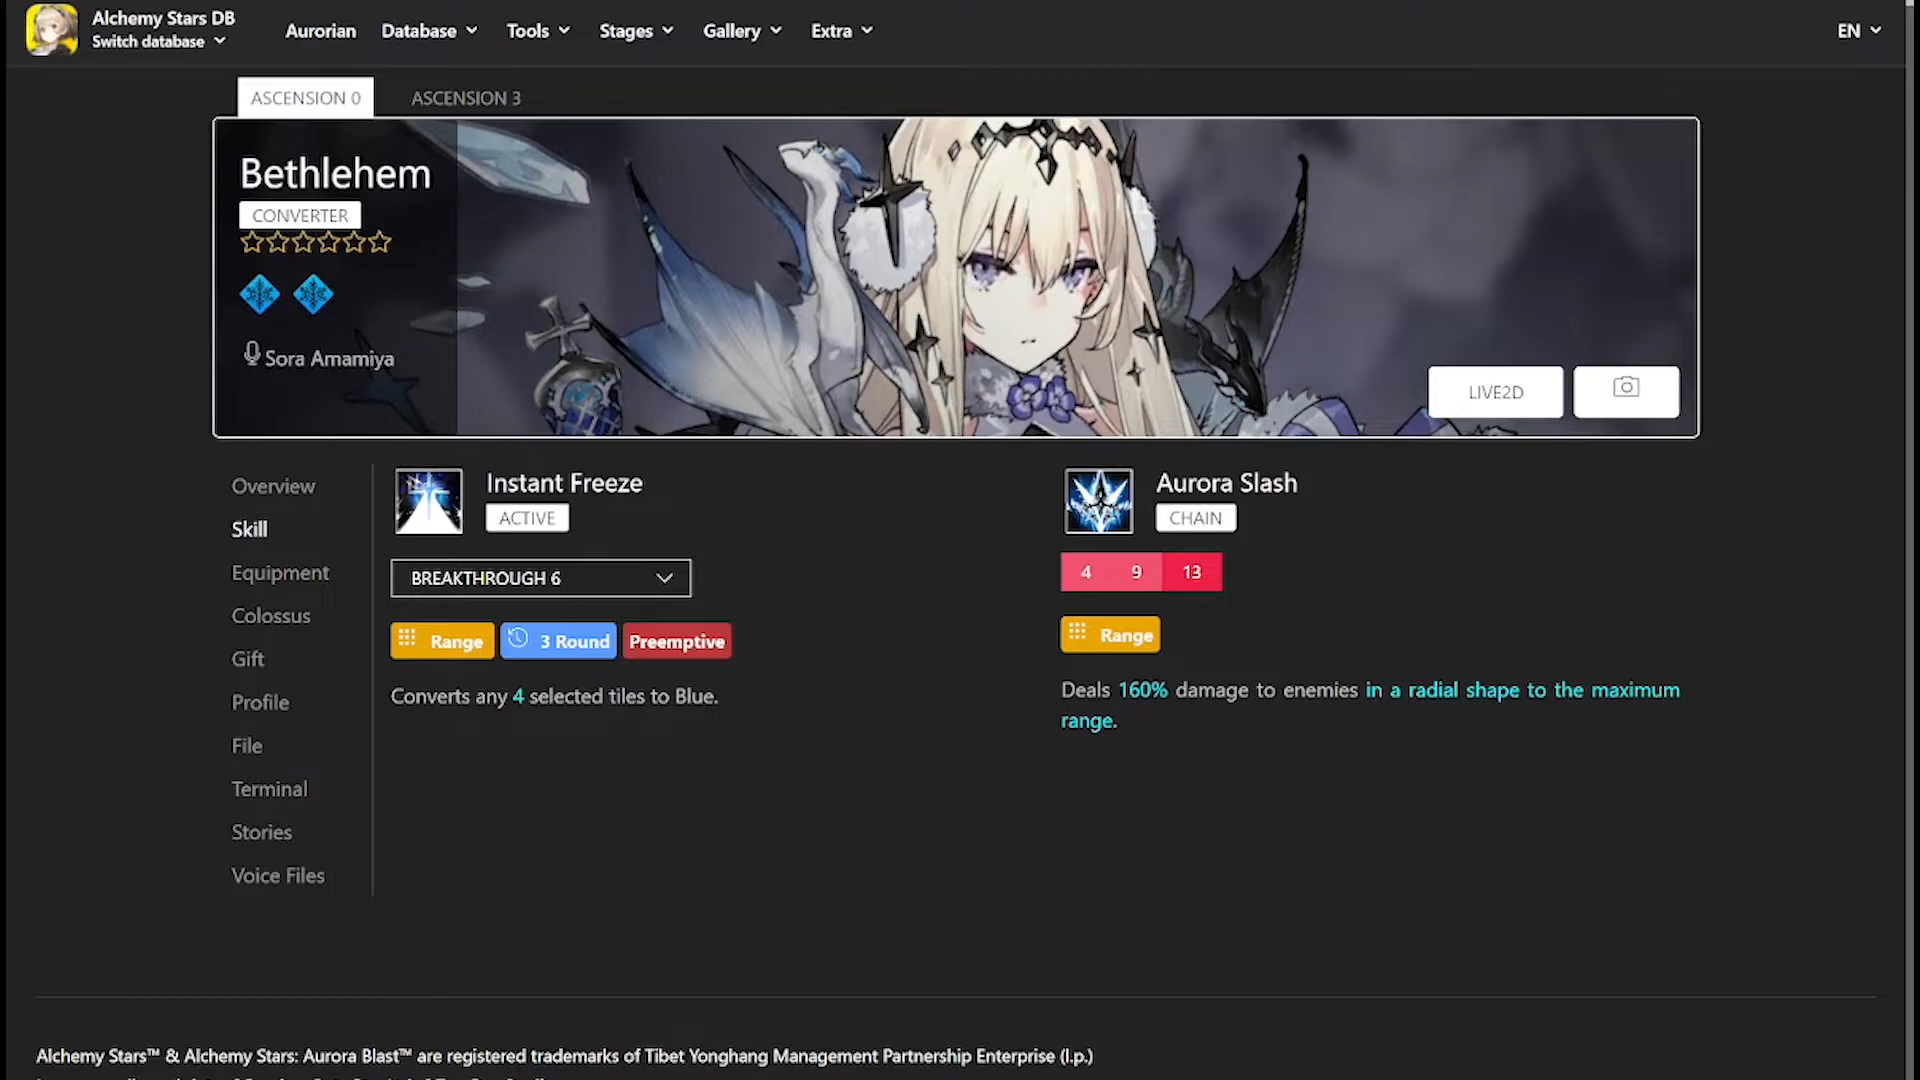 Alchemy Stars DB
Switch database
Aurorian
Database
Tools
Stages
Gallery
Extra
EN
ASCENSION 0
ASCENSION 3
Bethlehem
CONVERTER
Sora Amamiya
LIVE2D
Overview
Skill
Equipment
Colossus
Gift
Profile
File
Terminal
Stories
Voice Files
Instant Freeze
ACTIVE
BREAKTHROUGH 6
Range
3 Round
Preemptive
Converts any 4 selected tiles to Blue.
Aurora Slash
CHAIN
4 9 13
Range
Deals 160% damage to enemies in a radial shape to the maximum
range.
Alchemy Stars™ & Alchemy Stars: Aurora Blast™ are registered trademarks of Tibet Yonghang Management Partnership Enterprise (l.p.)